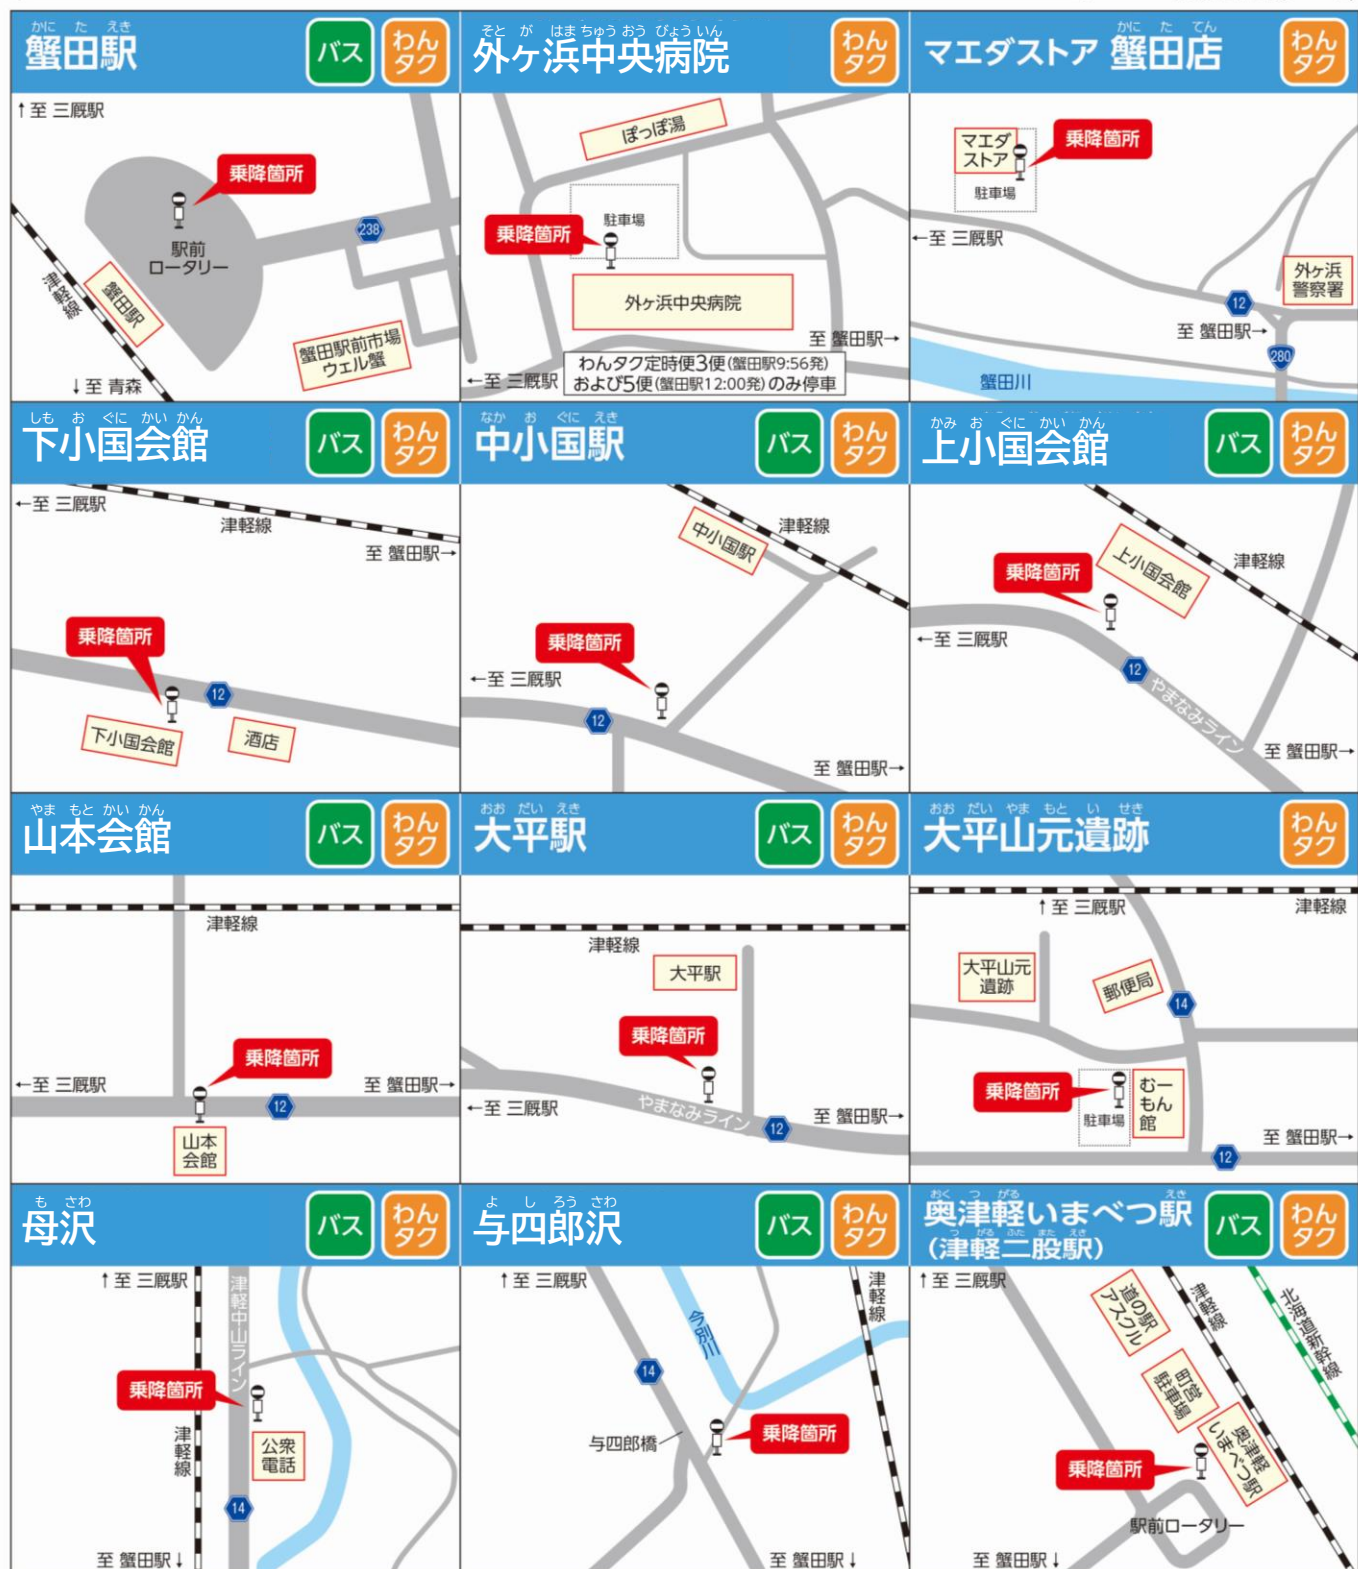 かに た えき
蟹田駅
バス
わん
タク
↑至 三厩駅
乗降箇所
238
駅前
ロータリー
津軽線
蟹田駅
蟹田駅前市場
ウェル蟹
↓至 青森
そと が はま ちゅう おう びょう いん
外ヶ浜中央病院
わん
タク
ぽっぽ湯
駐車場
乗降箇所
外ヶ浜中央病院
至 蟹田駅→
わんタク定時便3便(蟹田駅9:56発)
および5便(蟹田駅12:00発)のみ停車
←至 三厩駅
かに た てん
マエダストア 蟹田店
わん
タク
マエダ
ストア
乗降箇所
駐車場
←至 三厩駅
外ヶ浜
警察署
12
至 蟹田駅→
280
蟹田川
しも お ぐに かい かん
下小国会館
バス
わん
タク
←至 三厩駅
津軽線
至 蟹田駅→
乗降箇所
12
下小国会館
酒店
なか お ぐに えき
中小国駅
バス
わん
タク
津軽線
中小国駅
乗降箇所
←至 三厩駅
12
至 蟹田駅→
かみ お ぐに かい かん
上小国会館
バス
わん
タク
上小国会館
津軽線
乗降箇所
←至 三厩駅
12
やまなみライン
至 蟹田駅→
やま もと かい かん
山本会館
バス
わん
タク
津軽線
乗降箇所
←至 三厩駅
至 蟹田駅→
12
山本
会館
おお だい えき
大平駅
バス
わん
タク
津軽線
大平駅
乗降箇所
←至 三厩駅
やまなみライン
12
至 蟹田駅→
おお だい やま もと い せき
大平山元遺跡
わん
タク
↑至 三厩駅
津軽線
大平山元
遺跡
郵便局
14
乗降箇所
駐車場
むー
もん
館
至 蟹田駅→
12
も さわ
母沢
バス
わん
タク
↑至 三厩駅
津軽中山ライン
乗降箇所
津軽線
公衆
電話
14
至 蟹田駅↓
よ し ろう さわ
与四郎沢
バス
わん
タク
↑至 三厩駅
津軽線
今別川
14
与四郎橋
乗降箇所
至 蟹田駅↓
おく つ がる えき
奥津軽いまべつ駅
つ がる ふた また えき
(津軽二股駅)
バス
わん
タク
↑至 三厩駅
道の駅
アスクル
津軽線
北海道新幹線
町営
駐車場
奥津軽
いまべつ駅
乗降箇所
駅前ロータリー
至 蟹田駅↓